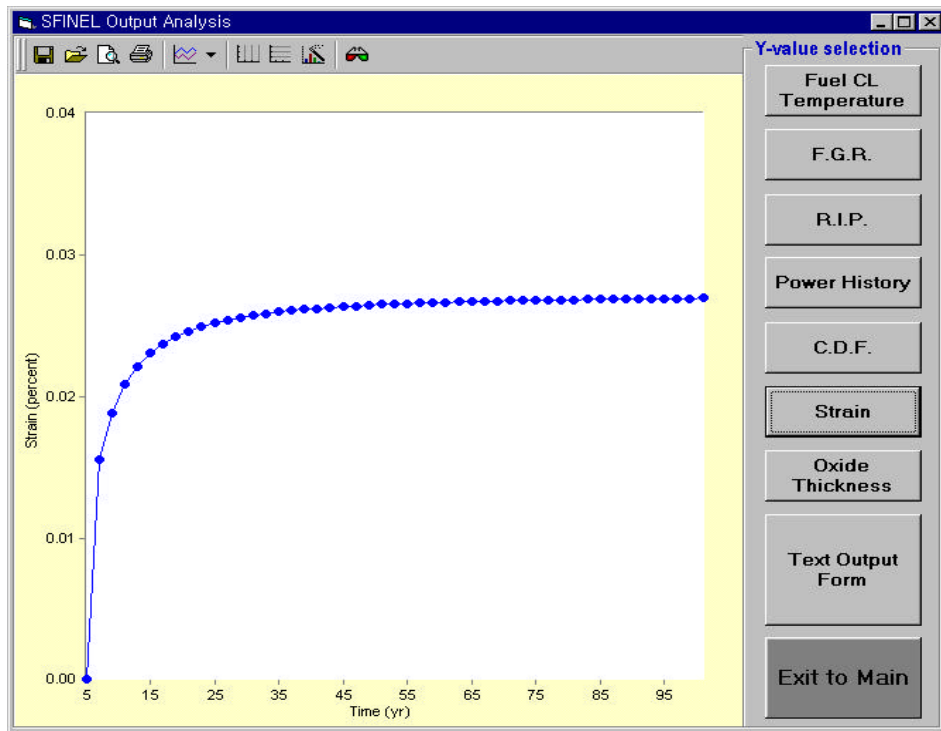 SFINEL Output Analysis
Y-value selection
Fuel CL
Temperature
F.G.R.
R.I.P.
Power History
C.D.F.
Strain
Oxide
Thickness
Text Output
Form
Exit to Main
0.04
0.03
0.02
0.01
0.00
Strain (percent)
5 15 25 35 45 55 65 75 85 95
Time (yr)